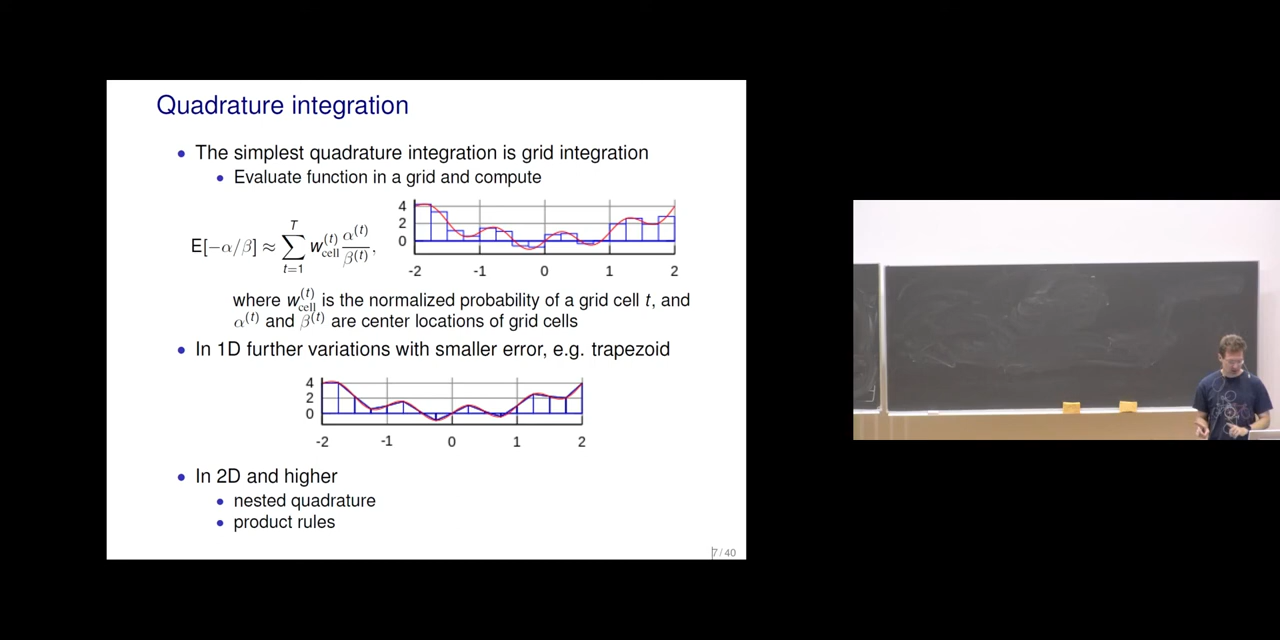 Quadrature integration
• The simplest quadrature integration is grid integration
• Evaluate function in a grid and compute
E[−α/β] ≈ ∑_{t=1}^{T} w_cell^(t) α^(t)/β^(t),
4
2
0
-2 -1 0 1 2
where w_cell^(t) is the normalized probability of a grid cell t, and
α^(t) and β^(t) are center locations of grid cells
• In 1D further variations with smaller error, e.g. trapezoid
4
2
0
-2 -1 0 1 2
• In 2D and higher
• nested quadrature
• product rules
7 / 40